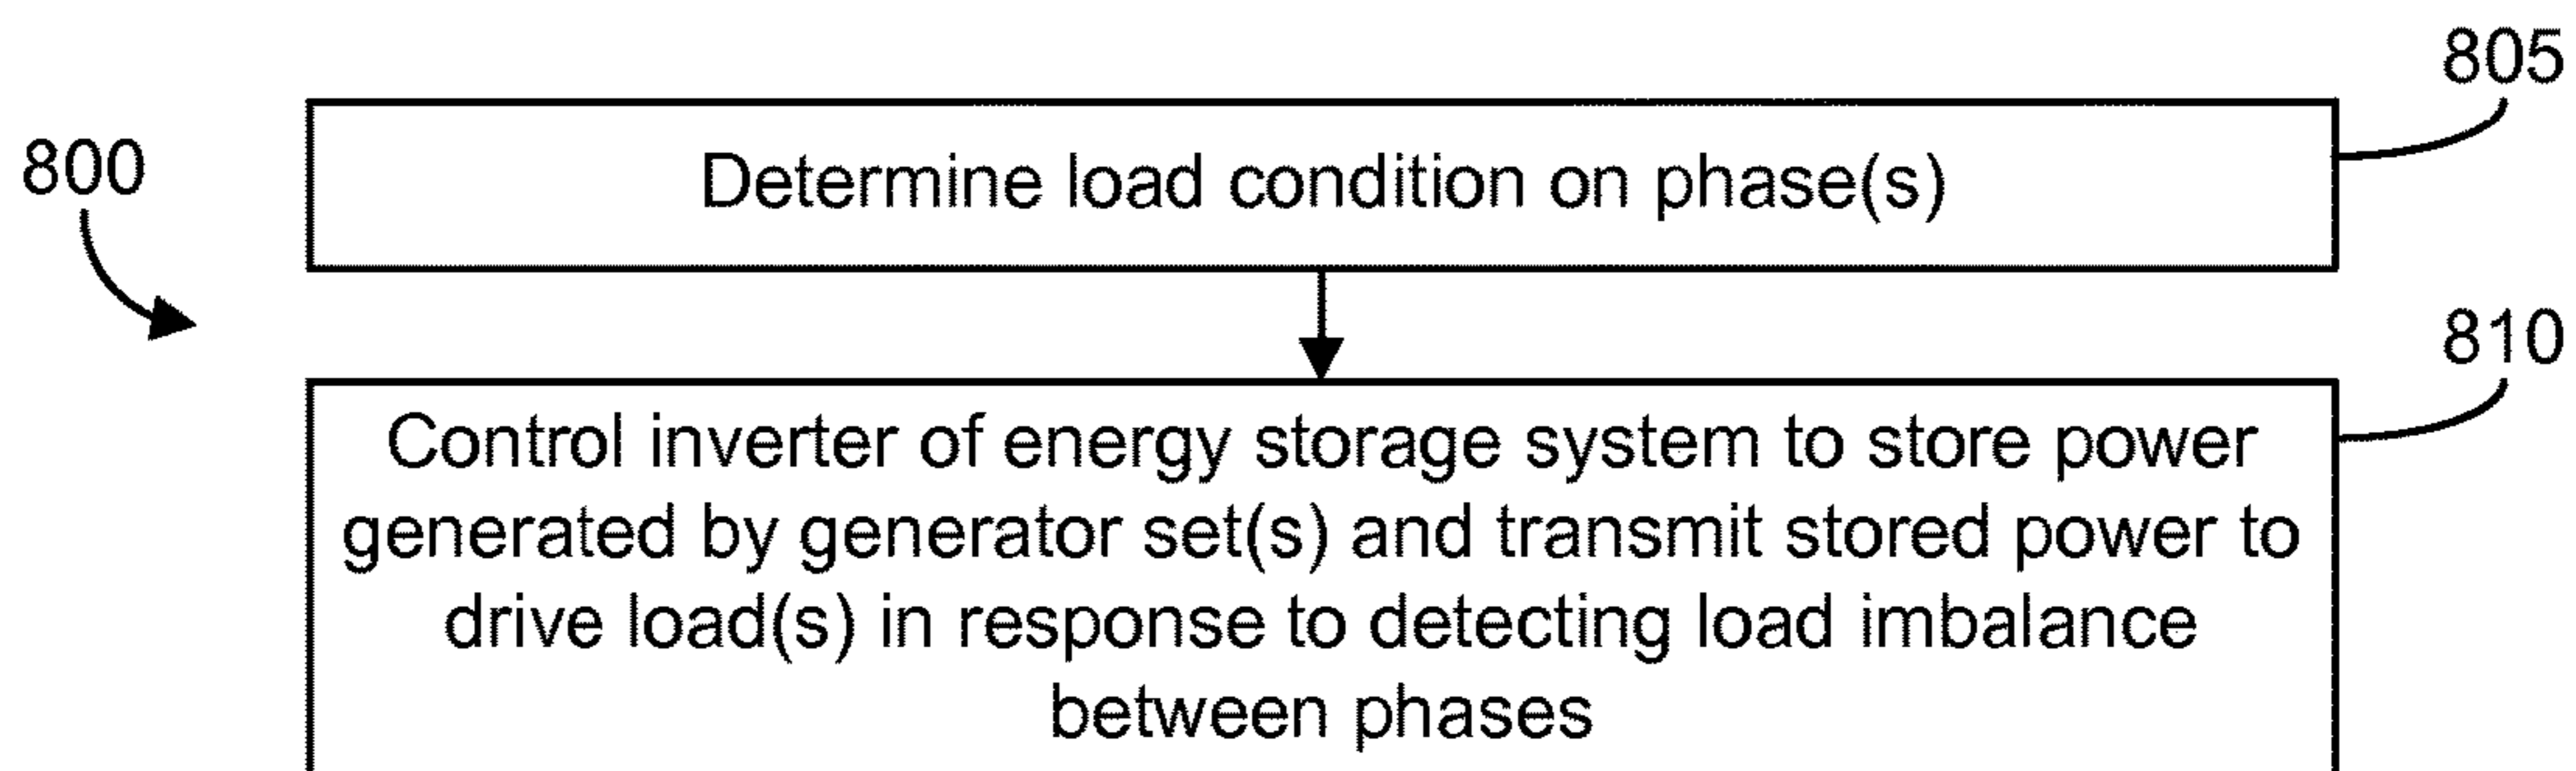 805
800
Determine load condition on phase(s)
810
Control inverter of energy storage system to store power
generated by generator set(s) and transmit stored power to
drive load(s) in response to detecting load imbalance
between phases